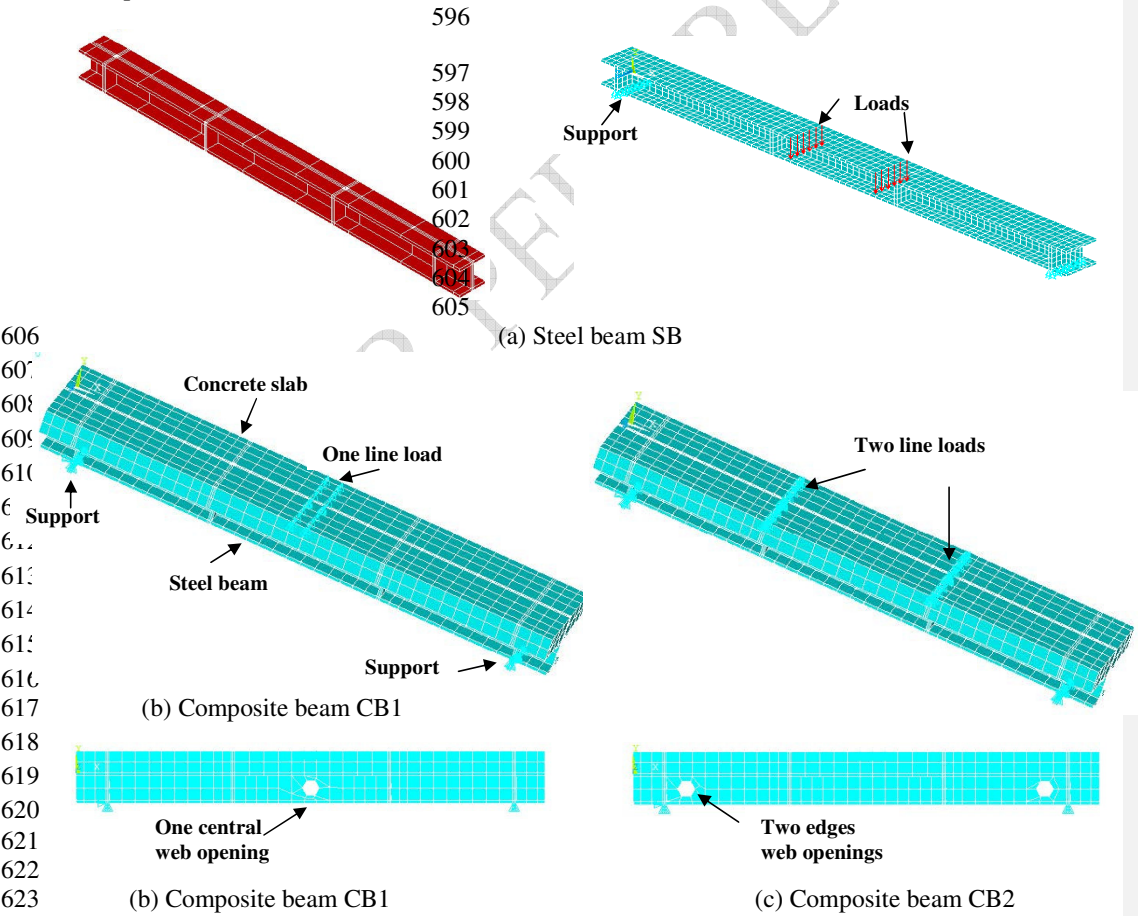 596
597
598
599
600
601
602
603
604
605
Support
Loads
606
(a) Steel beam SB
607
Concrete slab
One line load
Support
Steel beam
Support
Two line loads
613
617
(b) Composite beam CB1
618
619
620
621
622
623
One central
web opening
Two edges
web openings
(b) Composite beam CB1
(c) Composite beam CB2